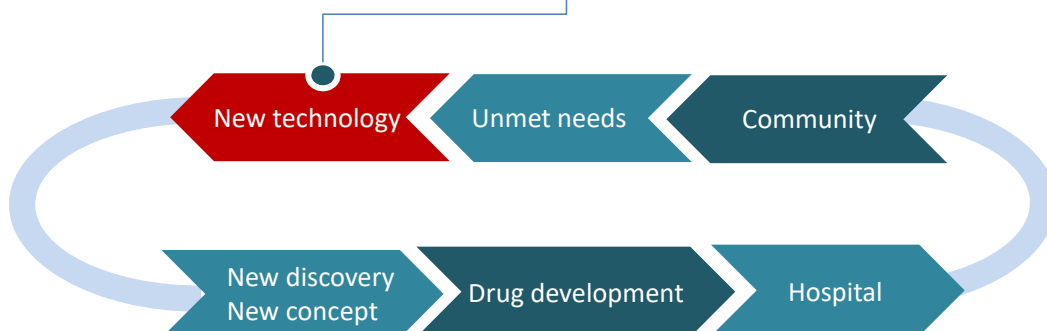 New technology
Unmet needs
Community
New discovery
New concept
Drug development
Hospital